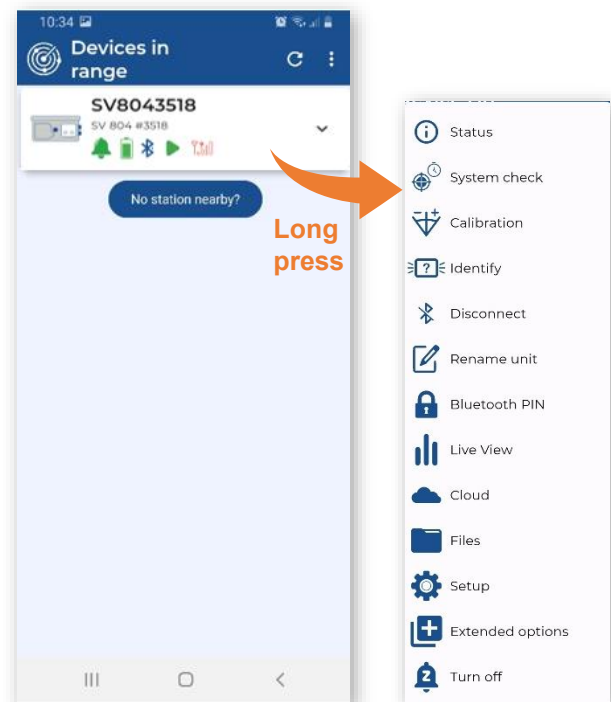 10:34
Devices in
range
SV8043518
SV 804 #3518
No station nearby?
Long
press
Status
System check
Calibration
? Identify
Disconnect
Rename unit
Bluetooth PIN
Live View
Cloud
Files
Setup
Extended options
Z Turn off